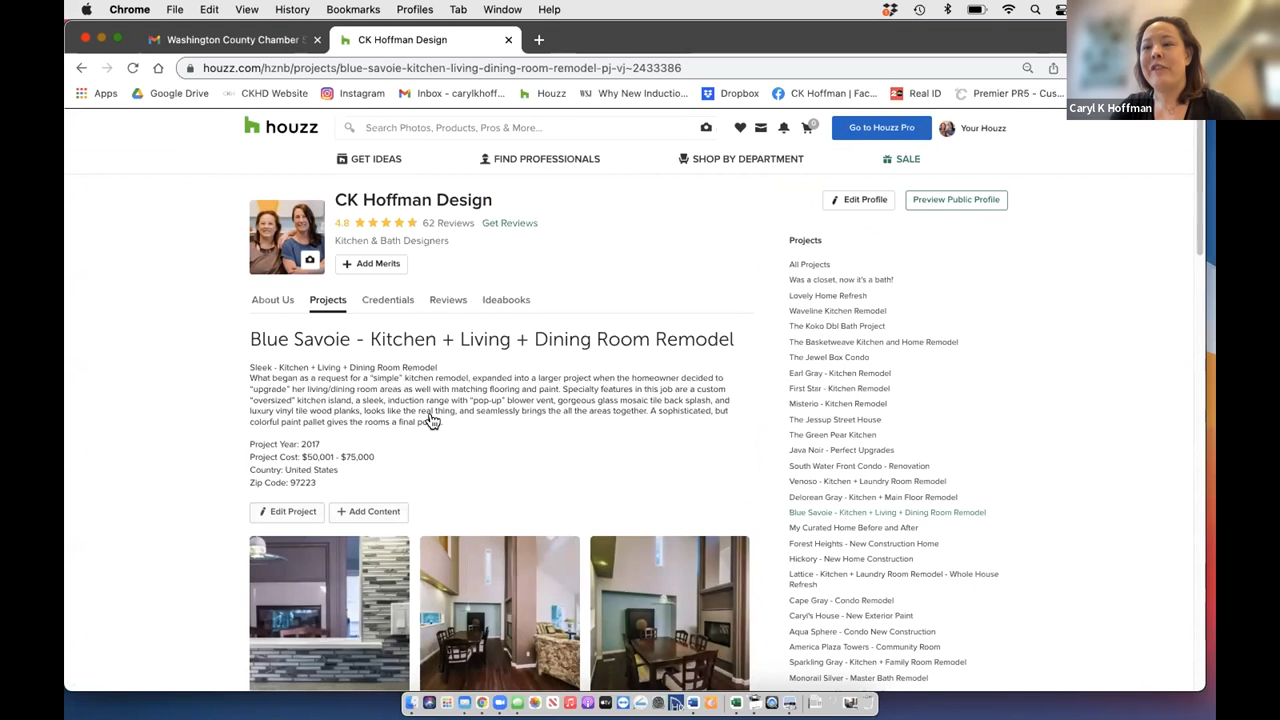 Chrome File Edit View History Bookmarks Profiles Tab Window Help
Washington County Chamber
CK Hoffman Design
houzz.com/hznb/projects/blue-savoie-kitchen-living-dining-room-remodel-pj-vj~2433386
Apps Google Drive CKHD Website Instagram Inbox - carylkhoff... Houzz WSJ Why New Inductio... Dropbox CK Hoffman | Fac... Real ID Premier PR5 - Cus...
Caryl K Hoffman
houzz
Search Photos, Products, Pros & More...
0
Go to Houzz Pro
Your Houzz
GET IDEAS FIND PROFESSIONALS SHOP BY DEPARTMENT SALE
CK Hoffman Design
4.8 62 Reviews Get Reviews
Kitchen & Bath Designers
+ Add Merits
Edit Profile
Preview Public Profile
About Us Projects Credentials Reviews Ideabooks
Blue Savoie - Kitchen + Living + Dining Room Remodel
Sleek - Kitchen + Living + Dining Room Remodel
What began as a request for a “simple” kitchen remodel, expanded into a larger project when the homeowner decided to
“upgrade” her living/dining room areas as well with matching flooring and paint. Specialty features in this job are a custom
“oversized” kitchen island, a sleek, induction range with “pop-up” blower vent, gorgeous glass mosaic tile back splash, and
luxury vinyl tile wood planks, looks like the real thing, and seamlessly brings the all the areas together. A sophisticated, but
colorful paint pallet gives the rooms a final
Project Year: 2017
Project Cost: $50,001 - $75,000
Country: United States
Zip Code: 97223
Edit Project
+ Add Content
Projects
All Projects
Was a closet, now it's a bath!
Lovely Home Refresh
Waveline Kitchen Remodel
The Koko Dbl Bath Project
The Basketweave Kitchen and Home Remodel
The Jewel Box Condo
Earl Gray - Kitchen Remodel
First Star - Kitchen Remodel
Misterio - Kitchen Remodel
The Jessup Street House
The Green Pear Kitchen
Java Noir - Perfect Upgrades
South Water Front Condo - Renovation
Venoso - Kitchen + Laundry Room Remodel
Delorean Gray - Kitchen + Main Floor Remodel
Blue Savoie - Kitchen + Living + Dining Room Remodel
My Curated Home Before and After
Forest Heights - New Construction Home
Hickory - New Home Construction
Lattice - Kitchen + Laundry Room Remodel - Whole House
Refresh
Cape Gray - Condo Remodel
Caryl's House - New Exterior Paint
Aqua Sphere - Condo New Construction
America Plaza Towers - Community Room
Sparkling Gray - Kitchen + Family Room Remodel
Monorail Silver - Master Bath Remodel